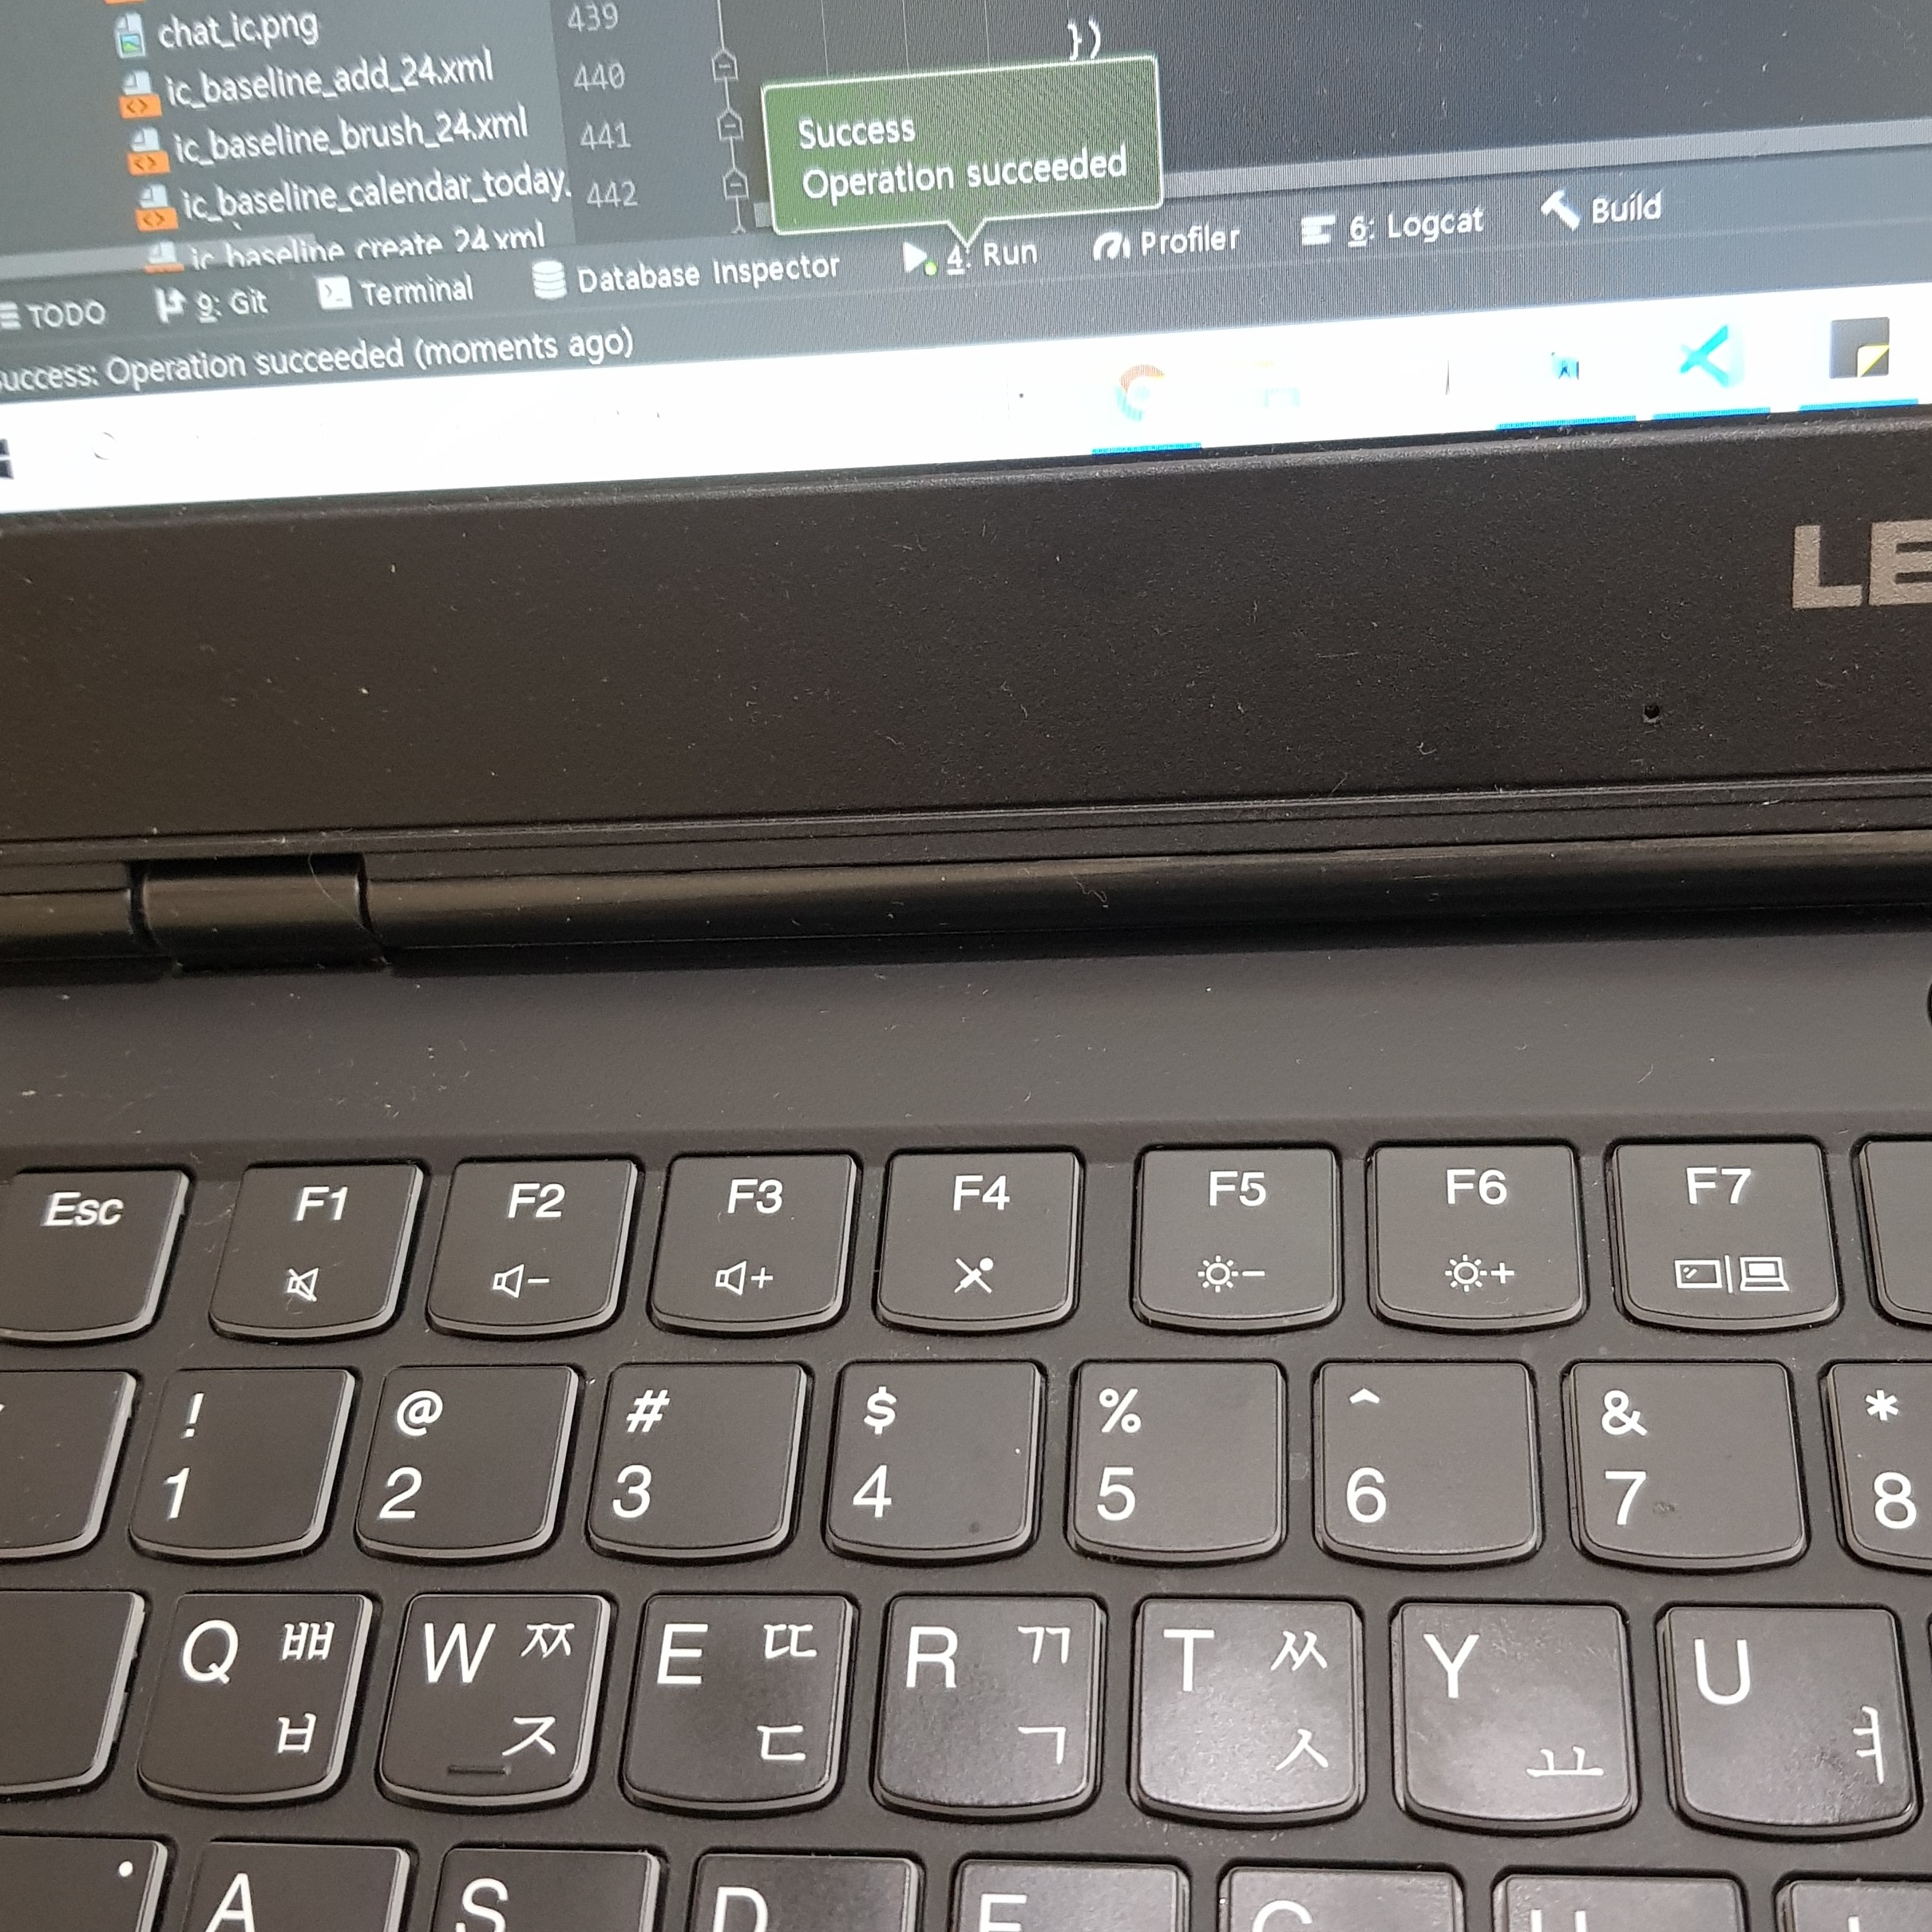 chat_ic.png
ic_baseline_add_24.xml
ic_baseline_brush_24.xml
ic_baseline_calendar_today.
ic_baseline_create_24.xml
439
440
441
442
})
Success
Operation succeeded
TODO
9: Git
Terminal
Database Inspector
4: Run
Profiler
6: Logcat
Build
uccess: Operation succeeded (moments ago)
LE
Esc
F1
F2
F3
F4
F5
F6
F7
! @ # $ % ^ & *
1 2 3 4 5 6 7 8
Q ㅃ W ㅉ E ㄸ R ㄲ T ㅆ Y U
ㅂ ㅈ ㄷ ㄱ ㅅ ㅛ ㅕ
A S D